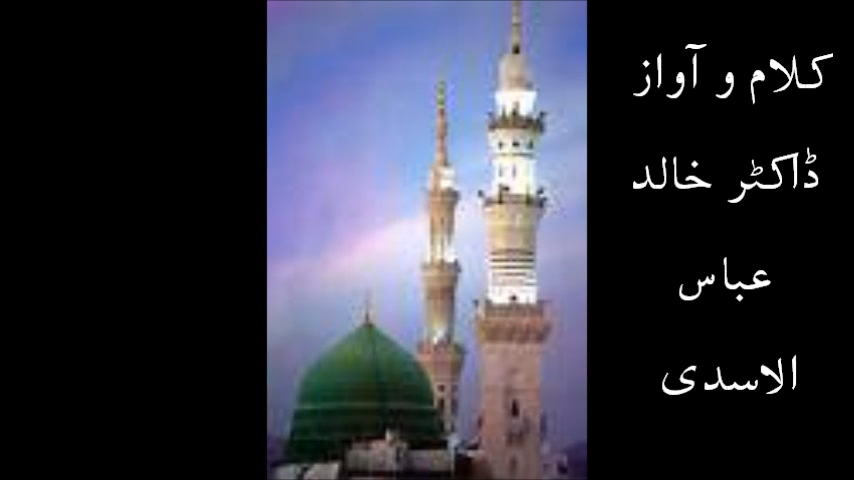 کلام و آواز
ڈاکٹر خالد
عباس
الاسدی